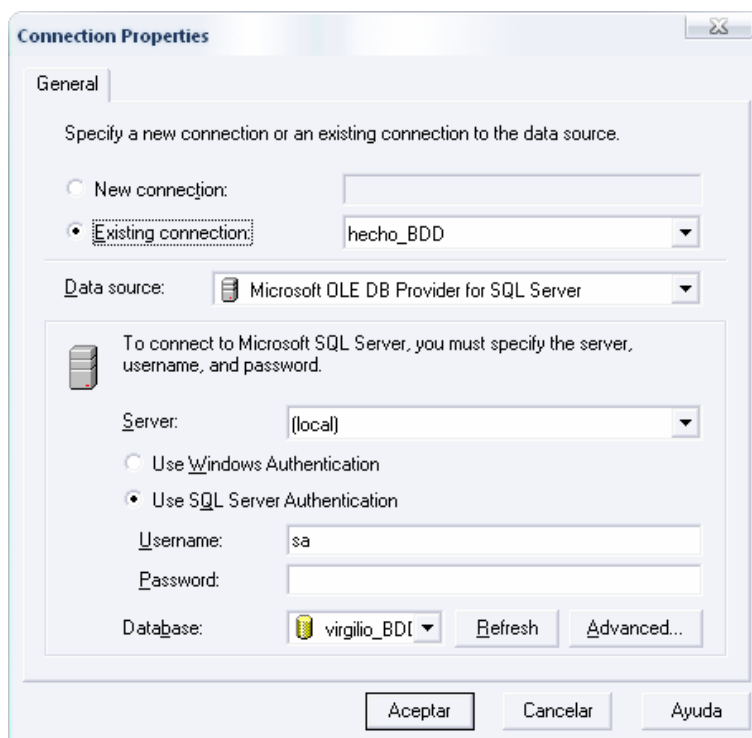 Connection Properties
General
Specify a new connection or an existing connection to the data source.
New connection:
Existing connection: hecho_BDD
Data source: Microsoft OLE DB Provider for SQL Server
To connect to Microsoft SQL Server, you must specify the server,
username, and password.
Server: (local)
Use Windows Authentication
Use SQL Server Authentication
Username: sa
Password:
Database: virgilio_BD Refresh Advanced...
Aceptar Cancelar Ayuda